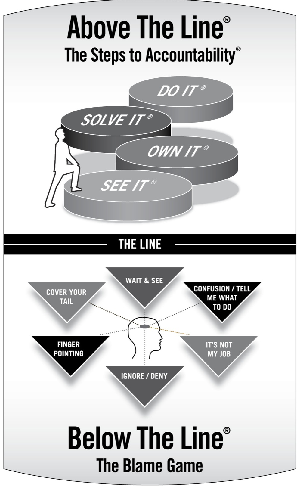 Above The Line®
The Steps to Accountability®
DO IT®
SOLVE IT®
OWN IT®
SEE IT®
THE LINE
WAIT & SEE
COVER YOUR
TAIL
CONFUSION / TELL
ME WHAT
TO DO
FINGER
POINTING
IT'S NOT
MY JOB
IGNORE / DENY
Below The Line®
The Blame Game